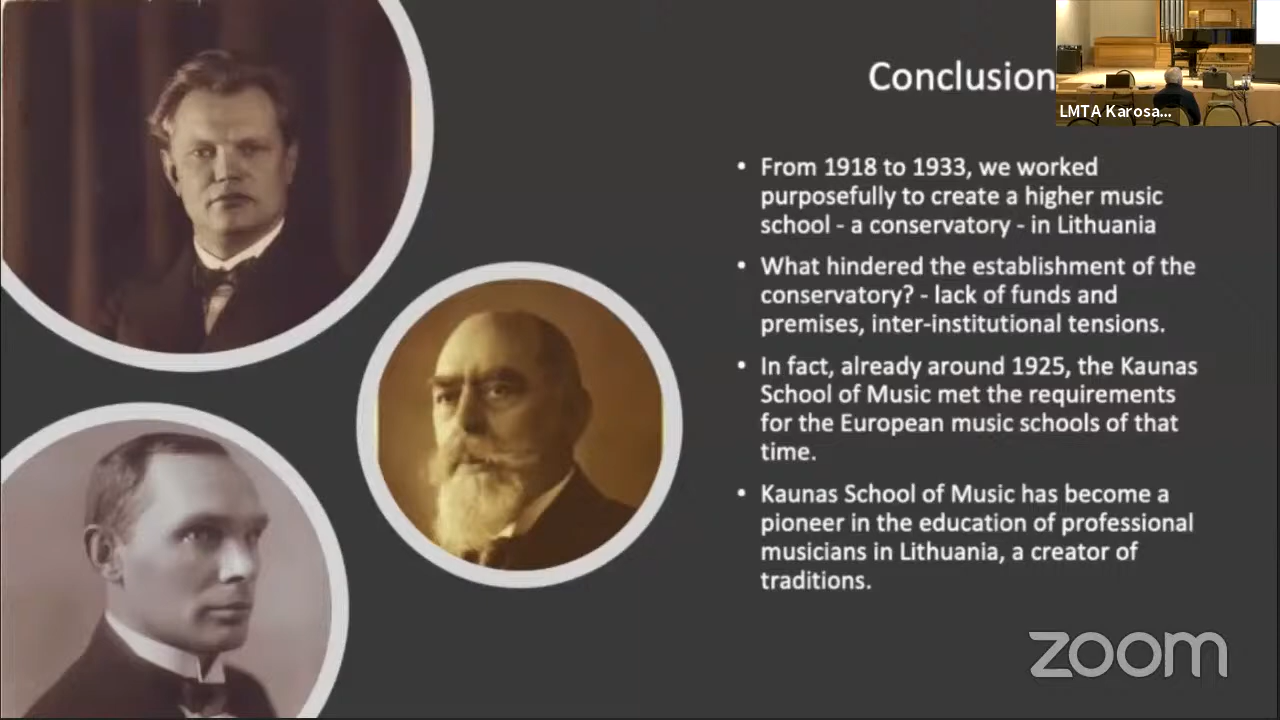 Conclusion
LMTA Karosa...
• From 1918 to 1933, we worked
purposefully to create a higher music
school - a conservatory - in Lithuania
• What hindered the establishment of the
conservatory? - lack of funds and
premises, inter-institutional tensions.
• In fact, already around 1925, the Kaunas
School of Music met the requirements
for the European music schools of that
time.
• Kaunas School of Music has become a
pioneer in the education of professional
musicians in Lithuania, a creator of
traditions.
zoom